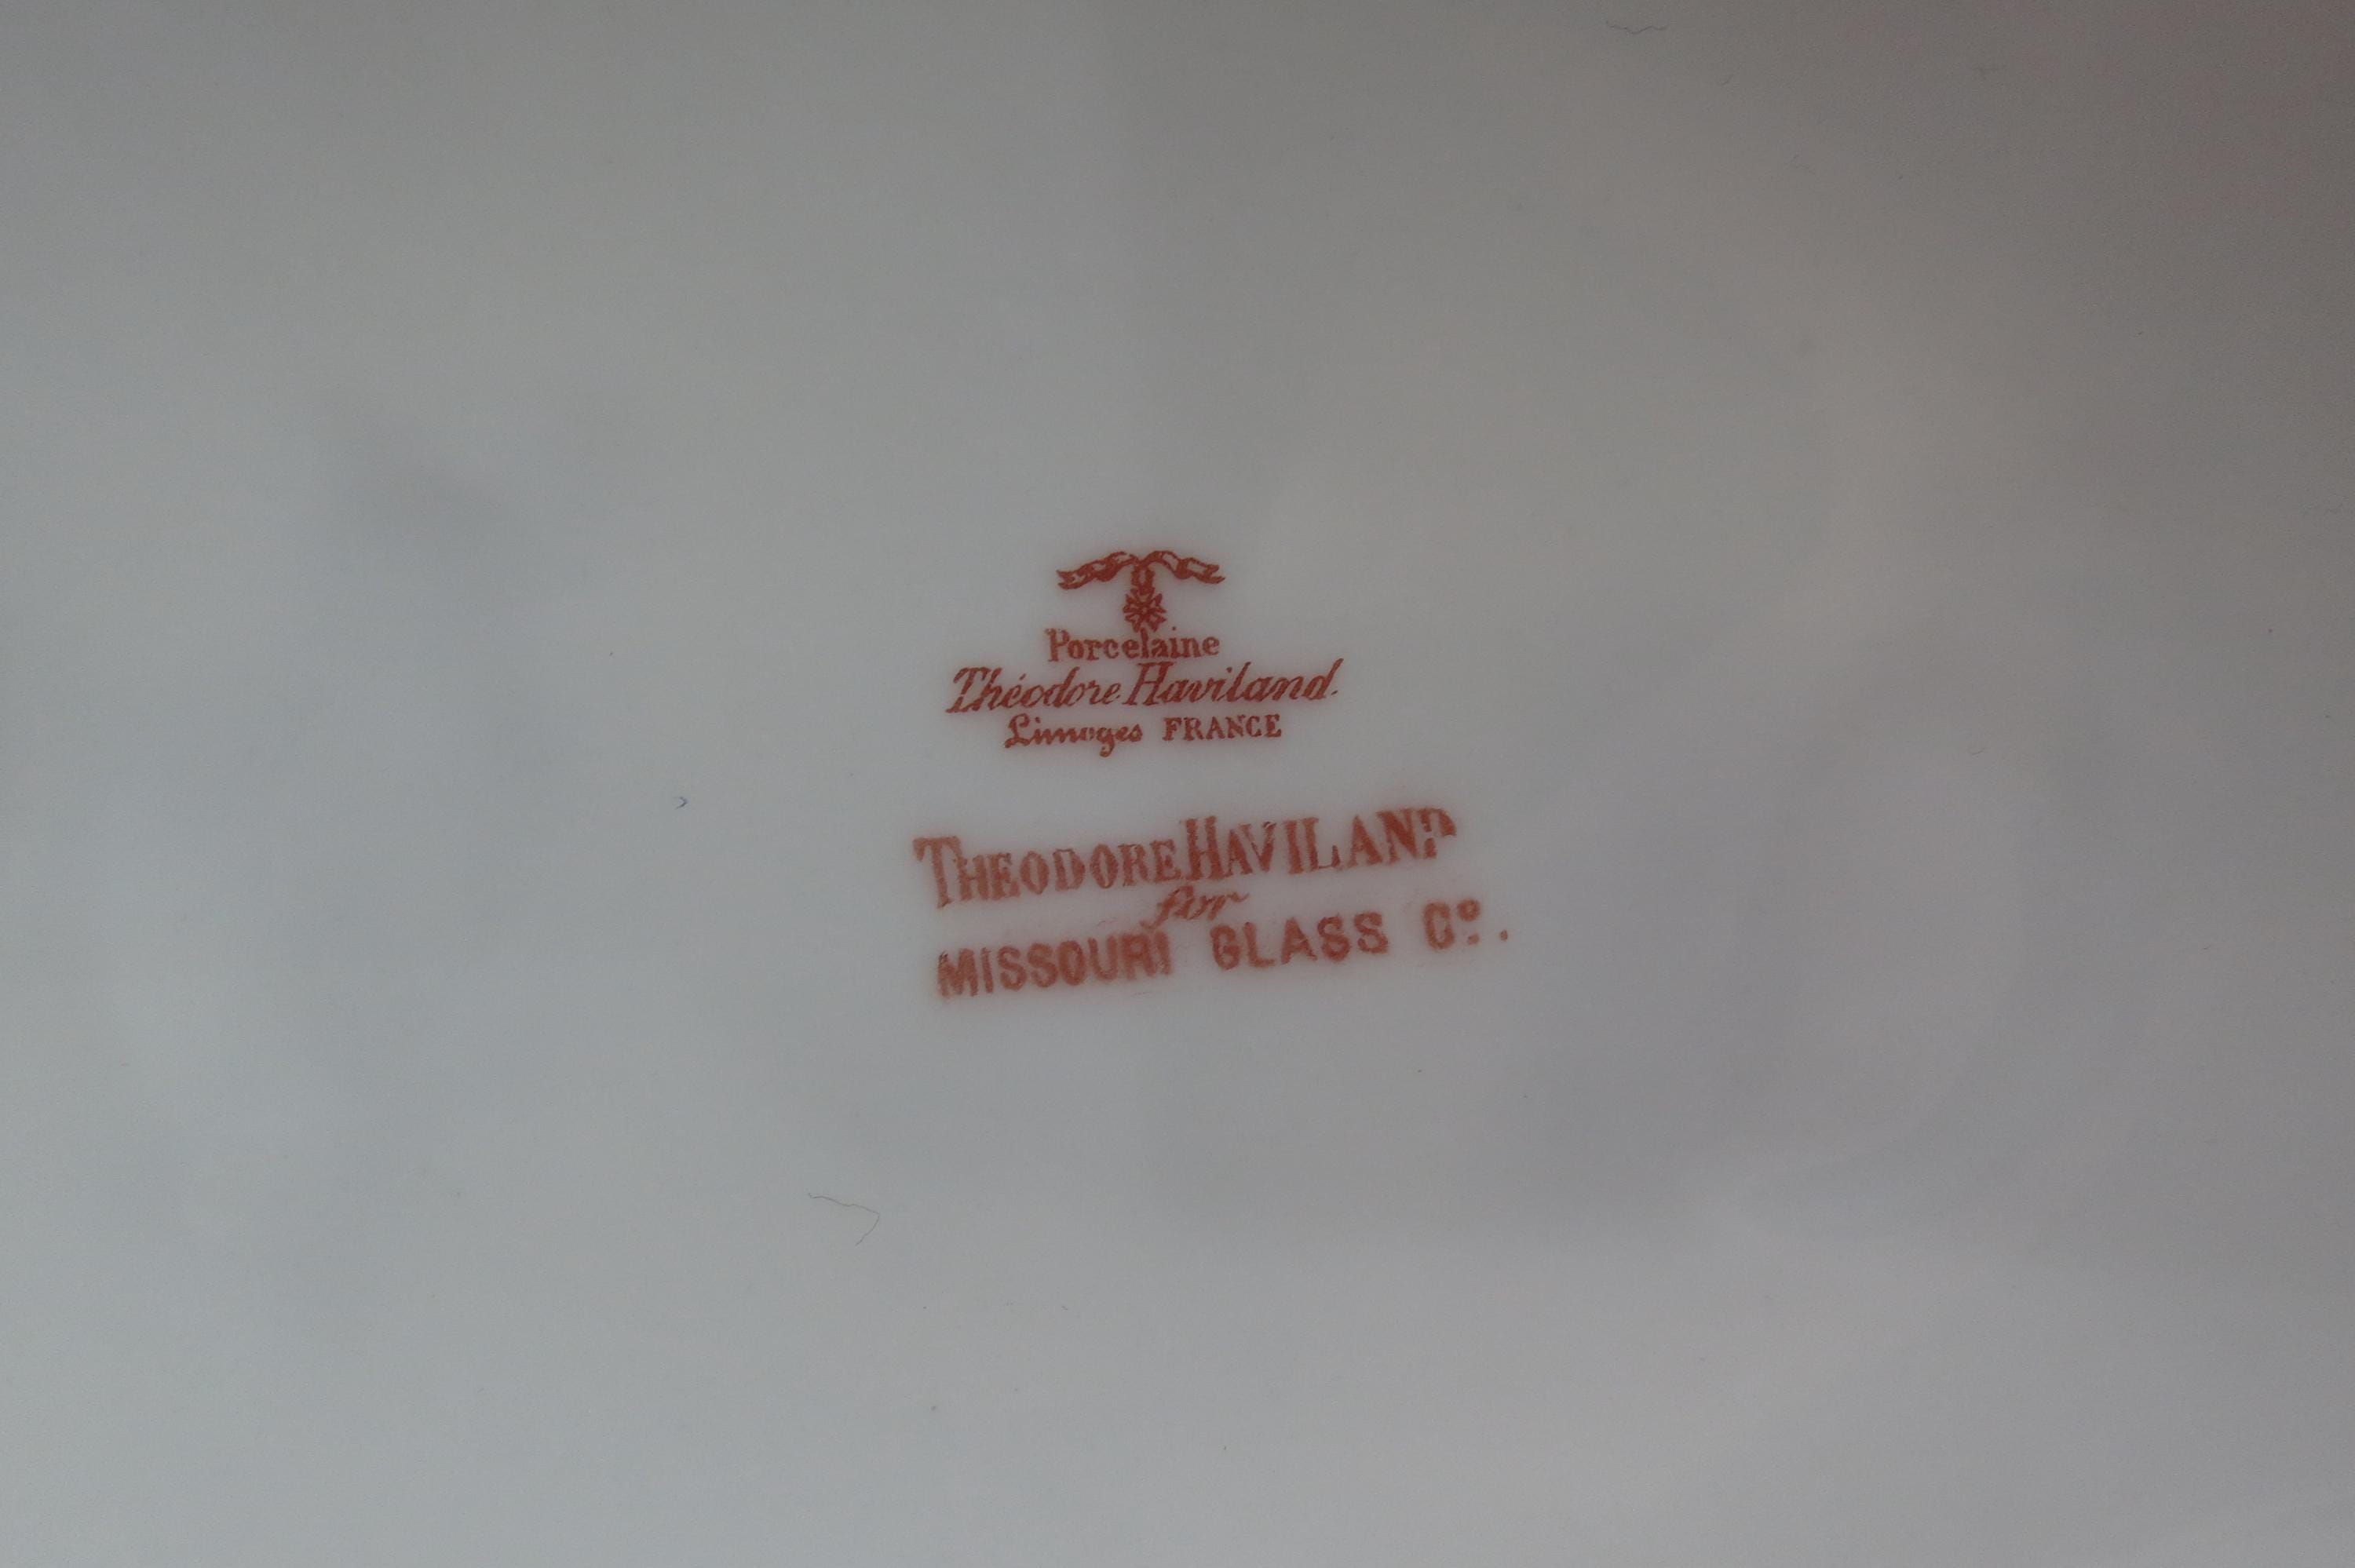 Porcelaine
Théodore Haviland
Limoges FRANCE
THEODORE HAVILAND
for
MISSOURI GLASS Co.